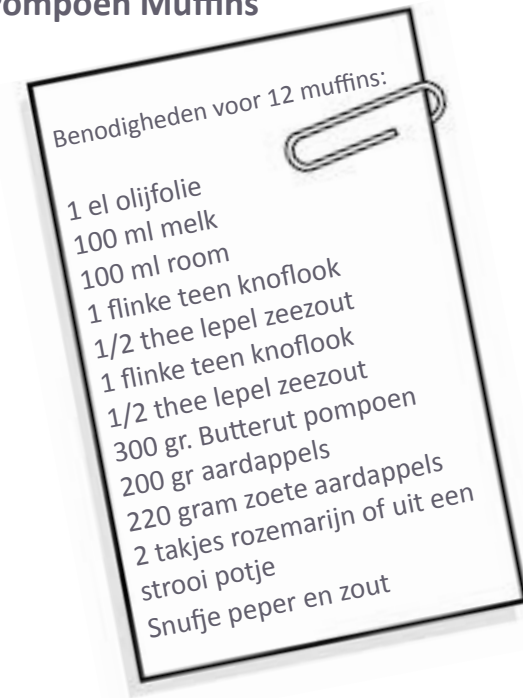 ompoen Muffins
Benodigheden voor 12 muffins:
1 el olijfolie
100 ml melk
100 ml room
1 flinke teen knoflook
1/2 thee lepel zeezout
1 flinke teen knoflook
1/2 thee lepel zeezout
300 gr. Butterut pompoen
200 gr aardappels
220 gram zoete aardappels
2 takjes rozemarijn of uit een
strooi potje
Snufje peper en zout